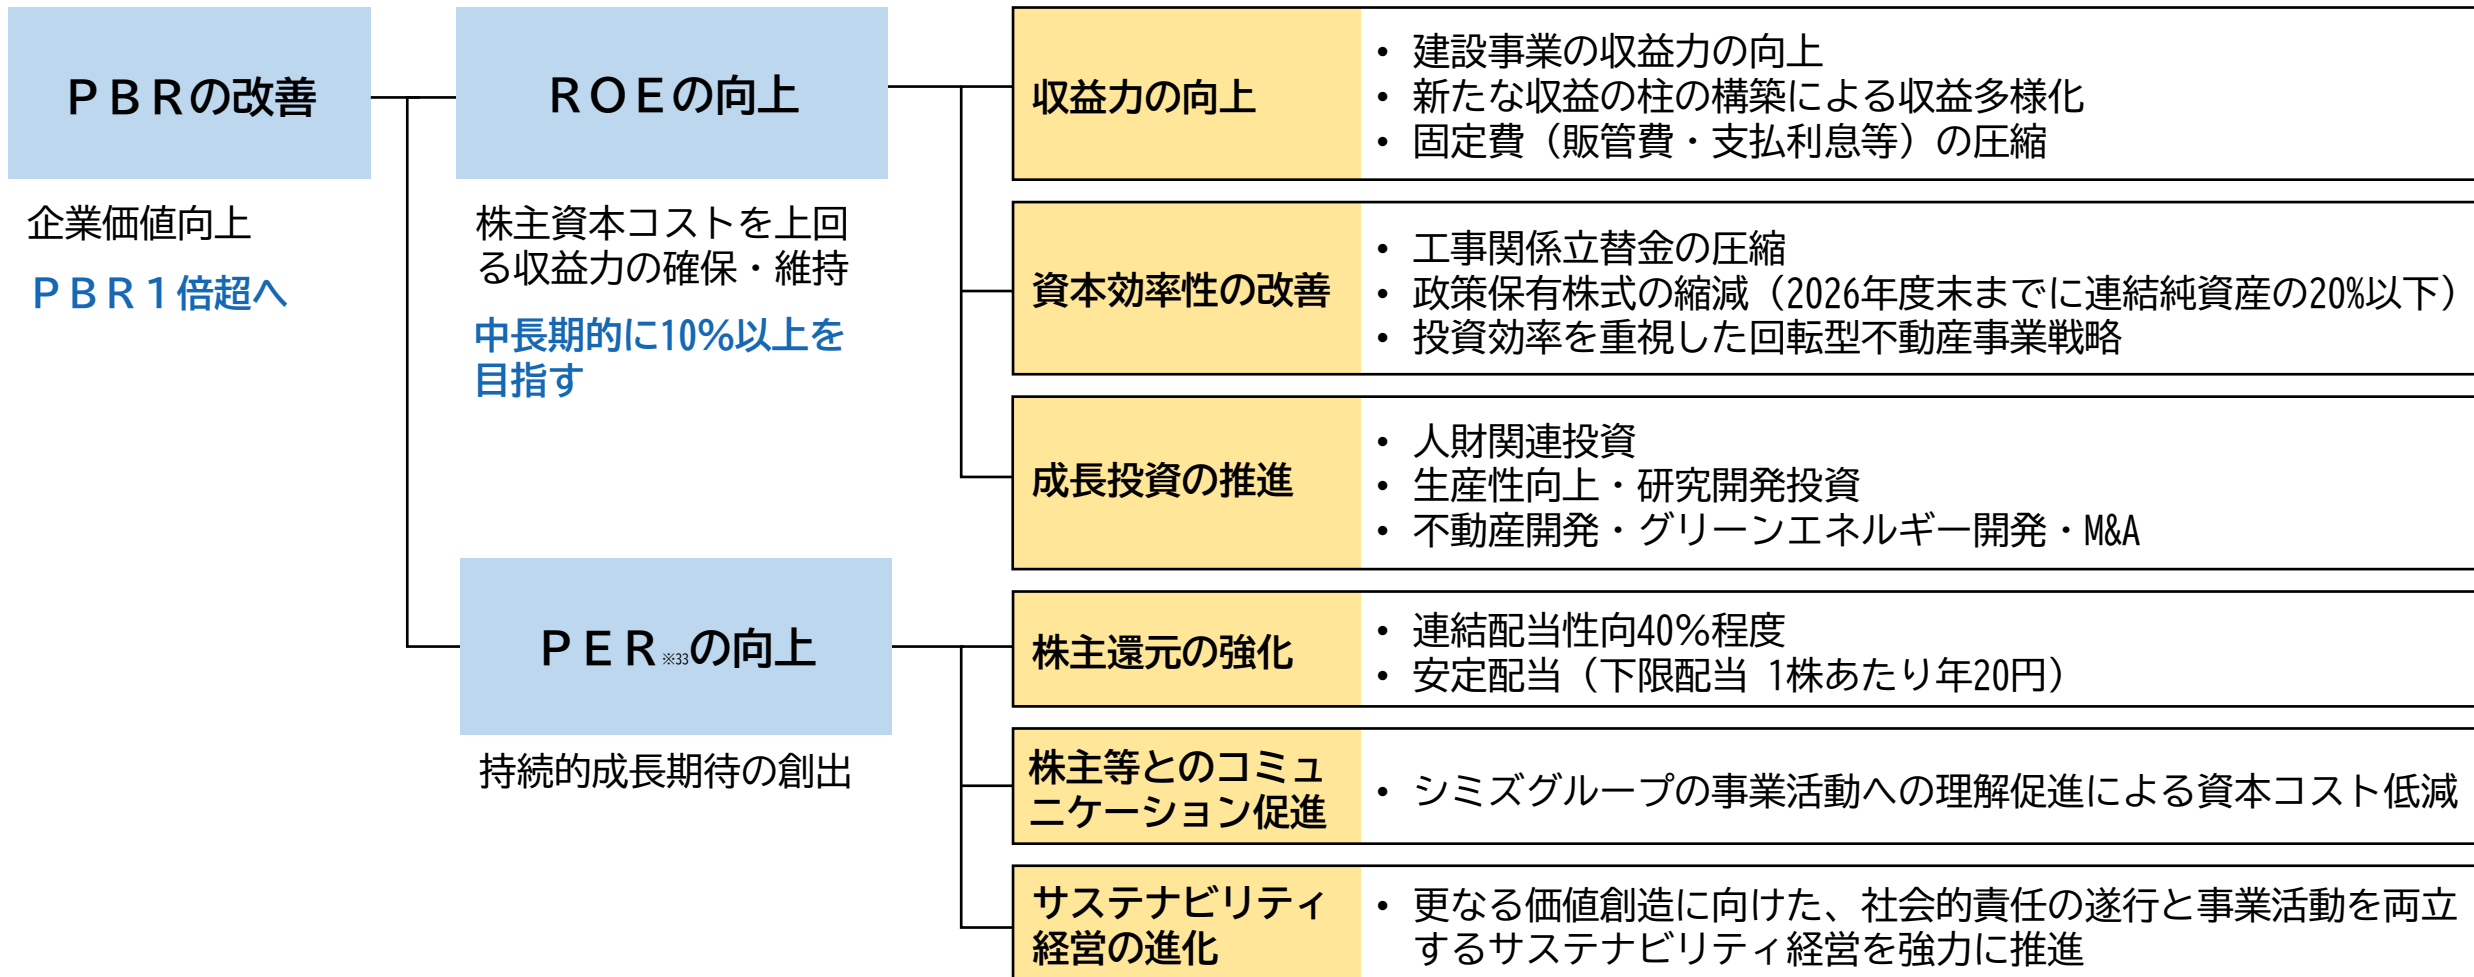 ＰＢＲの改善
企業価値向上
ＰＢＲ１倍超へ
ＲＯＥの向上
株主資本コストを上回
る収益力の確保・維持
中長期的に10％以上を
目指す
収益力の向上
• 建設事業の収益力の向上
• 新たな収益の柱の構築による収益多様化
• 固定費（販管費・支払利息等）の圧縮
資本効率性の改善
• 工事関係立替金の圧縮
• 政策保有株式の縮減（2026年度末までに連結純資産の20％以下）
• 投資効率を重視した回転型不動産事業戦略
成長投資の推進
• 人財関連投資
• 生産性向上・研究開発投資
• 不動産開発・グリーンエネルギー開発・M&A
ＰＥＲ※33の向上
持続的成長期待の創出
株主還元の強化
• 連結配当性向40％程度
• 安定配当（下限配当 1株あたり年20円）
株主等とのコミュ
ニケーション促進
• シミズグループの事業活動への理解促進による資本コスト低減
サステナビリティ
経営の進化
• 更なる価値創造に向けた、社会的責任の遂行と事業活動を両立
するサステナビリティ経営を強力に推進